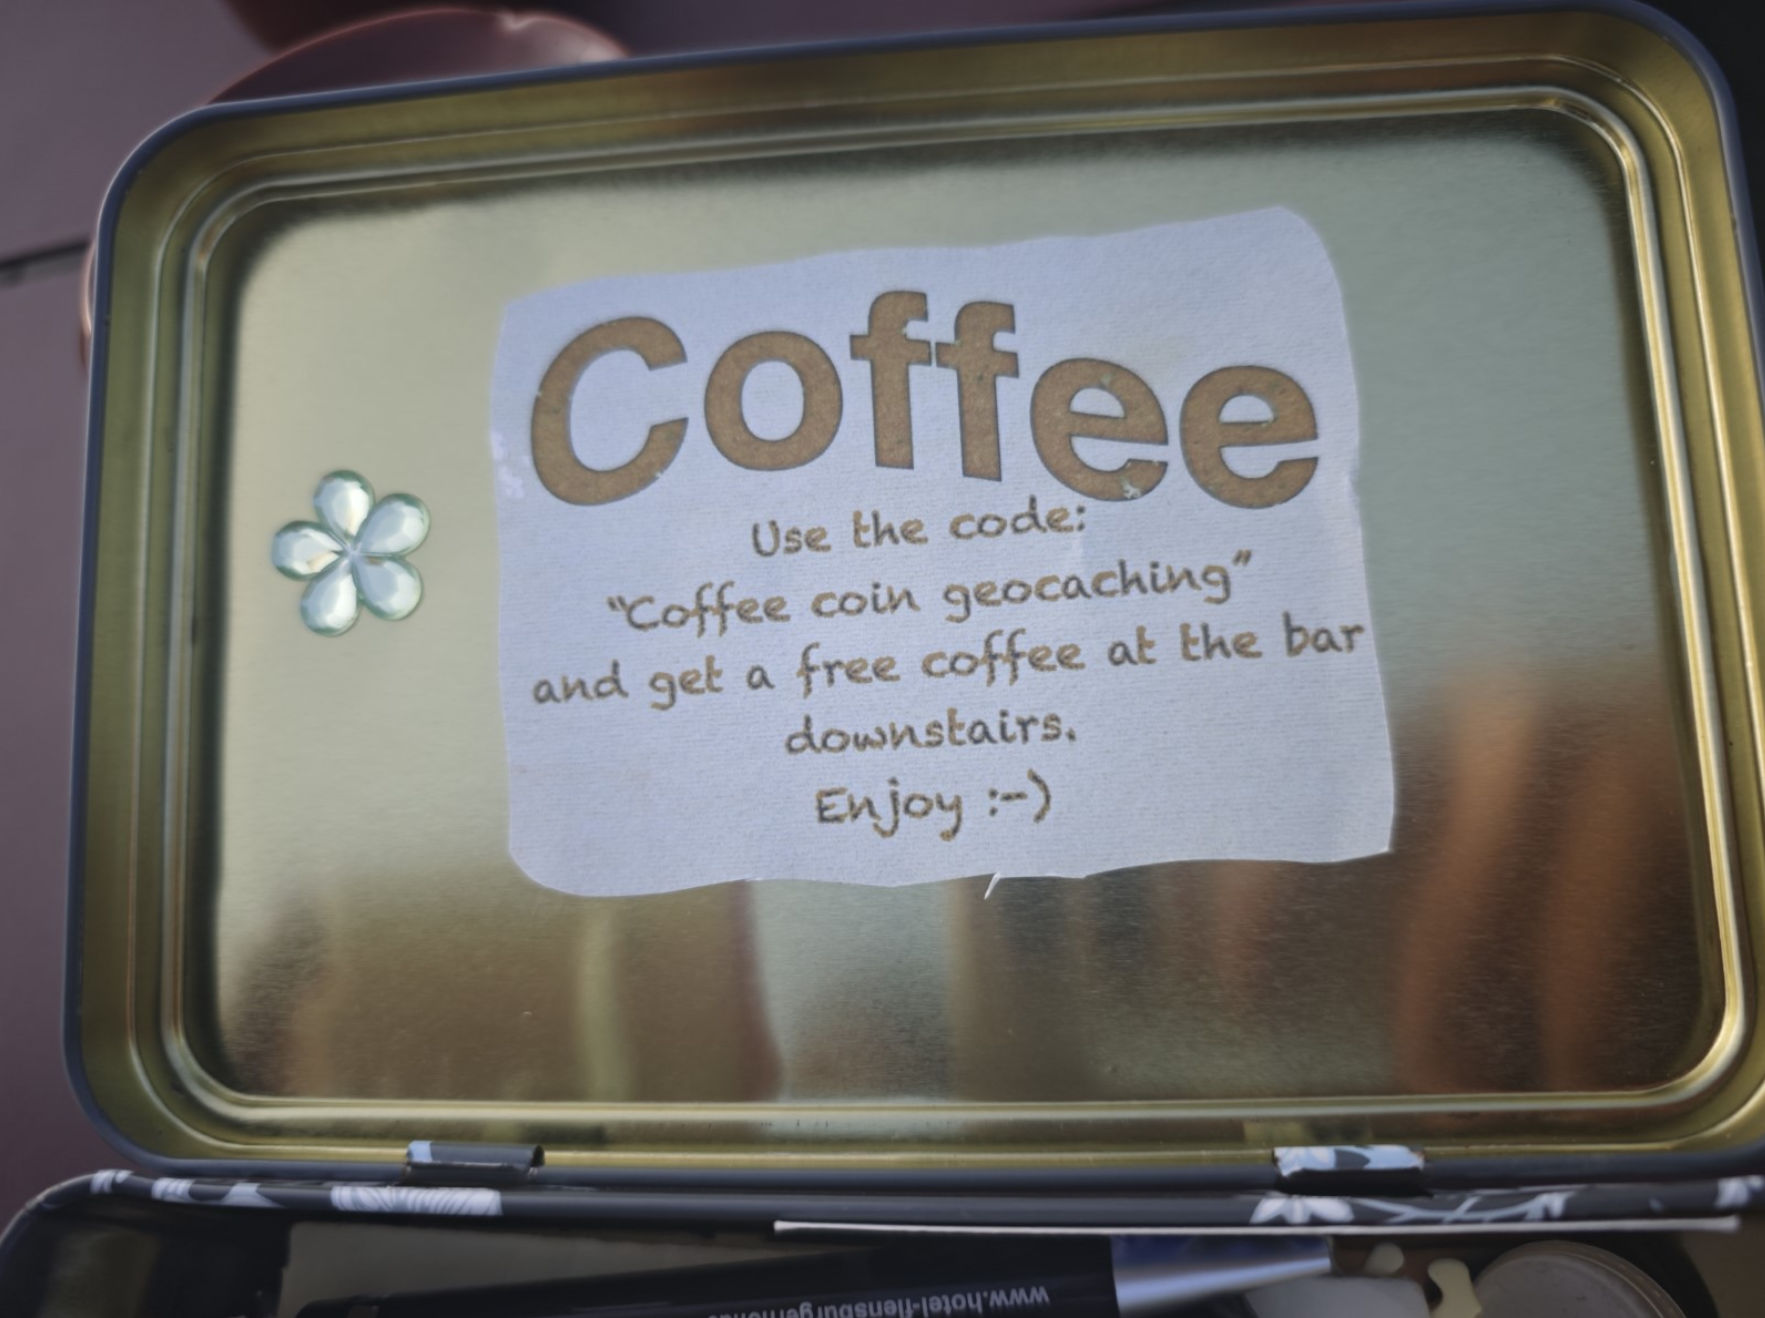 Coffee
Use the code:
“Coffee coin geocaching”
and get a free coffee at the bar
downstairs.
Enjoy :-)